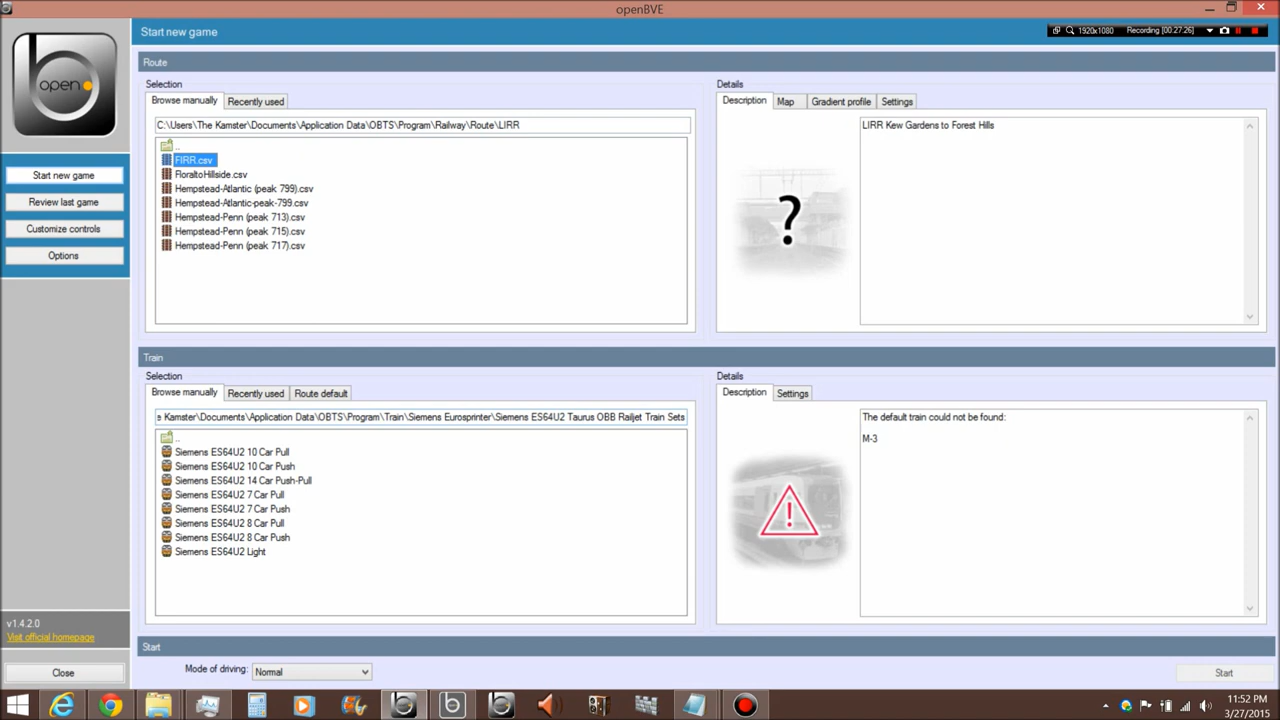 openBVE
Start new game
1920x1080
Recording [00:27:26]
open
Route
Selection
Browse manually
Recently used
C:\Users\The Kamster\Documents\Application Data\OBTS\Program\Railway\Route\LIRR
..
FIRR.csv
FloraltoHillside.csv
Hempstead-Atlantic (peak 799).csv
Hempstead-Atlantic-peak-799.csv
Hempstead-Penn (peak 713).csv
Hempstead-Penn (peak 715).csv
Hempstead-Penn (peak 717).csv
Details
Description
Map
Gradient profile
Settings
LIRR Kew Gardens to Forest Hills
?
Start new game
Review last game
Customize controls
Options
Train
Selection
Browse manually
Recently used
Route default
e Kamster\Documents\Application Data\OBTS\Program\Train\Siemens Eurosprinter\Siemens ES64U2 Taurus OBB Railjet Train Sets
..
Siemens ES64U2 10 Car Pull
Siemens ES64U2 10 Car Push
Siemens ES64U2 14 Car Push-Pull
Siemens ES64U2 7 Car Pull
Siemens ES64U2 7 Car Push
Siemens ES64U2 8 Car Pull
Siemens ES64U2 8 Car Push
Siemens ES64U2 Light
Details
Description
Settings
The default train could not be found:
M-3
!
v1.4.2.0
Visit official homepage
Close
Start
Mode of driving:
Normal
Start
11:52 PM
3/27/2015